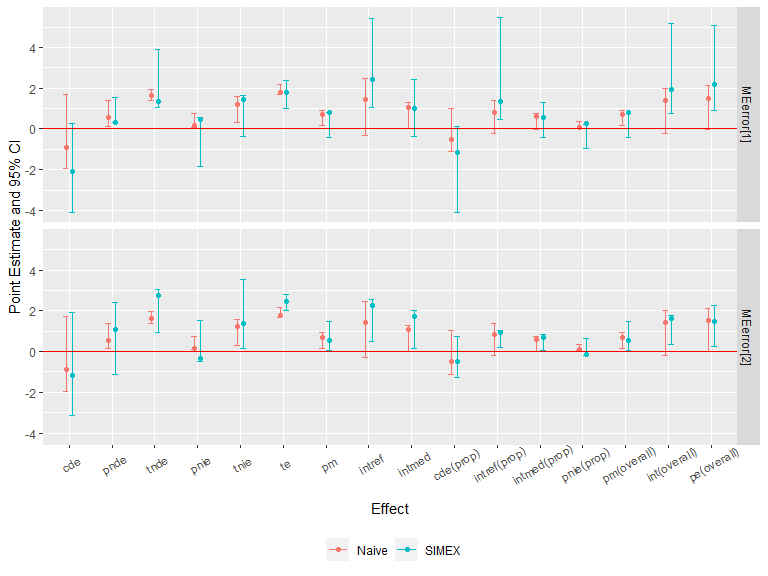 Point Estimate and 95% CI
4
2
0
-2
-4
MEerror[1]
4
2
0
-2
-4
MEerror[2]
cde
pnde
tnde
pnie
tnie
te
pm
intref
intmed
cde(prop)
intref(prop)
intmed(prop)
pnie(prop)
pm(overall)
int(overall)
pe(overall)
Effect
Naive
SIMEX